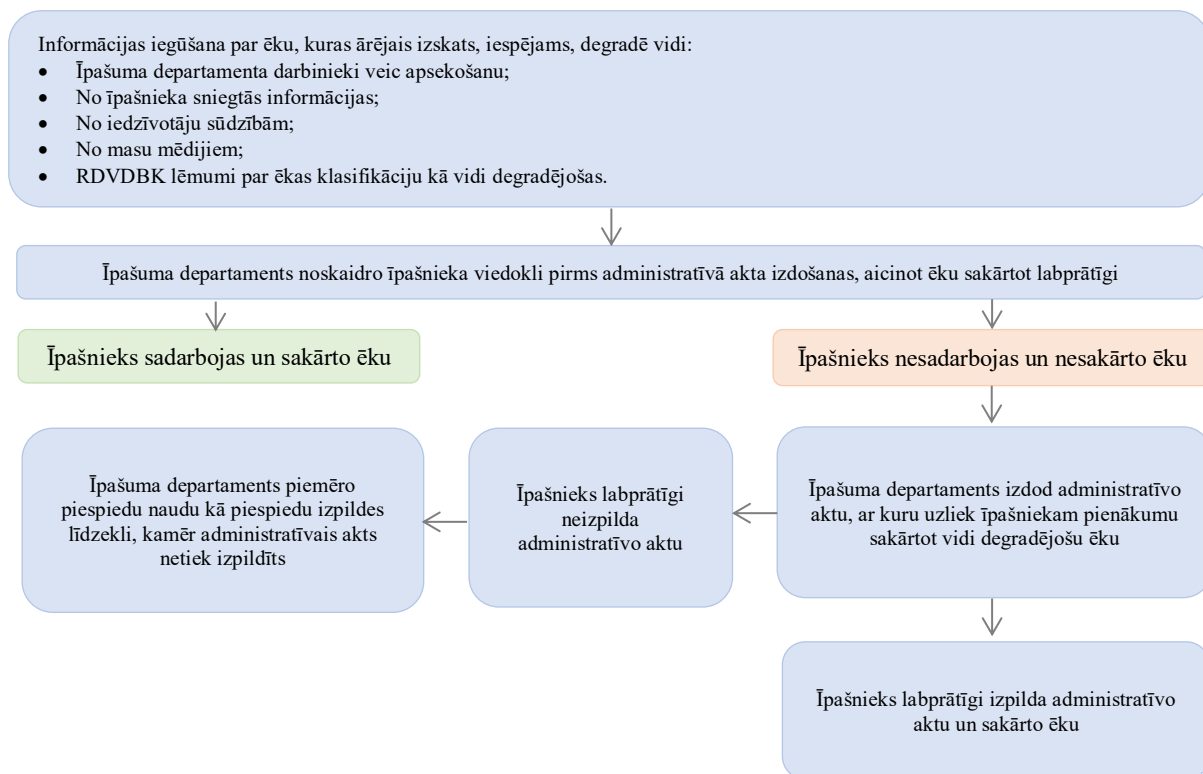 Informācijas iegūšana par ēku, kuras ārējais izskats, iespējams, degradē vidi:
• Īpašuma departamenta darbinieki veic apsekošanu;
• No īpašnieka sniegtās informācijas;
• No iedzīvotāju sūdzībām;
• No masu mēdijiem;
• RDVDBK lēmumi par ēkas klasifikāciju kā vidi degradējošas.
Īpašuma departaments noskaidro īpašnieka viedokli pirms administratīvā akta izdošanas, aicinot ēku sakārtot labprātīgi
Īpašnieks sadarbojas un sakārto ēku
Īpašnieks nesadarbojas un nesakārto ēku
Īpašuma departaments izdod administratīvo
aktu, ar kuru uzliek īpašniekam pienākumu
sakārtot vidi degradējošu ēku
Īpašnieks labprātīgi
neizpilda
administratīvo aktu
Īpašuma departaments piemēro
piespiedu naudu kā piespiedu izpildes
līdzekli, kamēr administratīvais akts
netiek izpildīts
Īpašnieks labprātīgi izpilda administratīvo
aktu un sakārto ēku